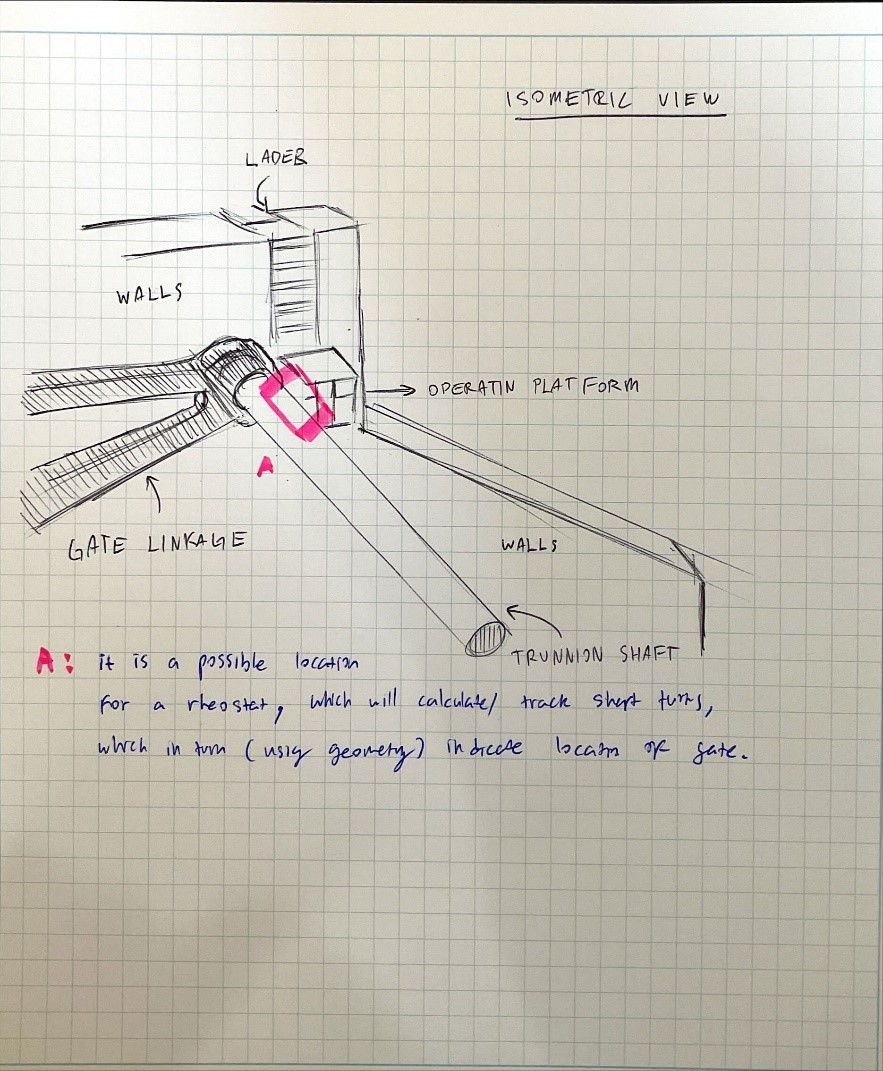 ISOMETRIC VIEW
LADER
WALLS
OPERATIN PLATFORM
A
GATE LINKAGE
WALLS
TRUNNION SHAFT
A: it is a possible location
for a rheostat, which will calculate/ track shaft turns,
which in turn (using geometry) indicate location of gate.